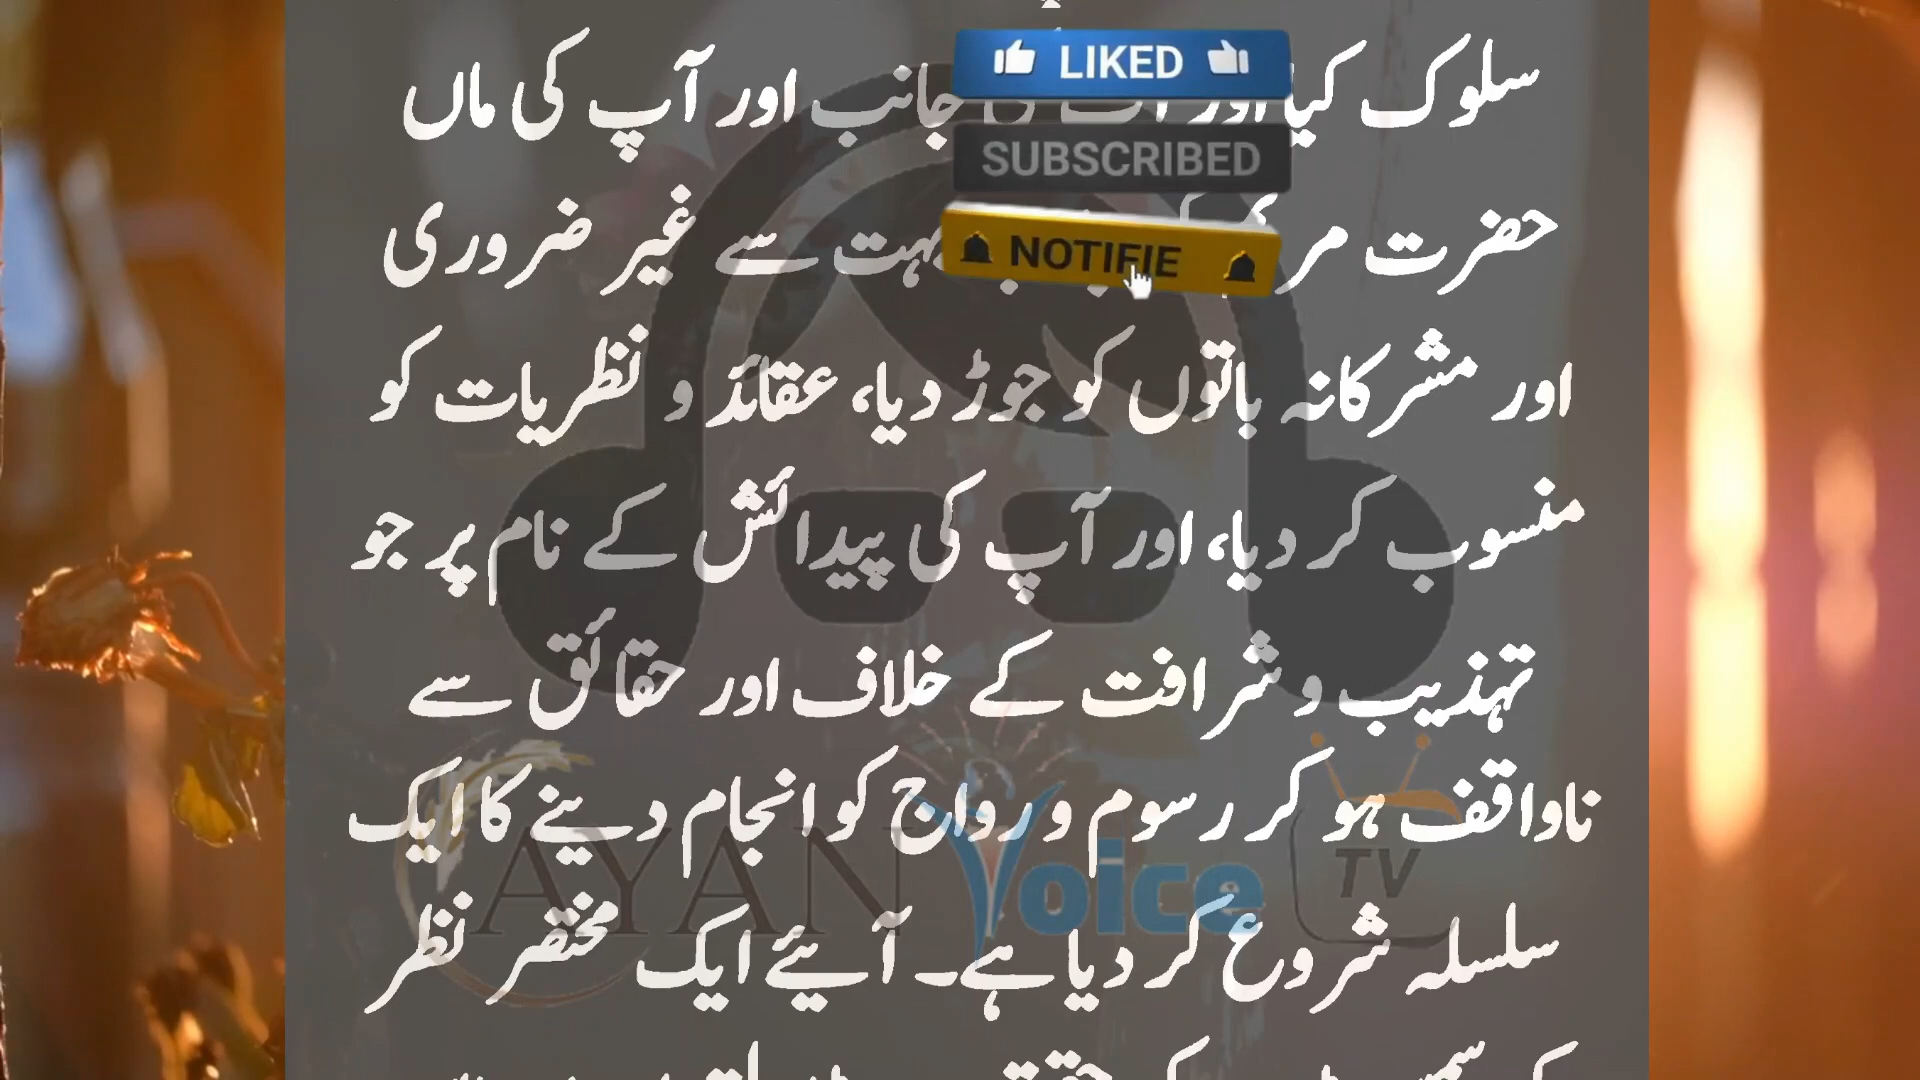 LIKED
سلوک کیا اور آپ کی جانب اور آپ کی ماں
SUBSCRIBED
حضرت مریم کی جانب بہت سے غیر ضروری
NOTIFIE
اور مشرکانہ باتوں کو جوڑ دیا، عقائد و نظریات کو
منسوب کر دیا، اور آپ کی پیدائش کے نام پر جو
تہذیب و شرافت کے خلاف اور حقائق سے
ناواقف ہو کر رسوم و رواج کو انجام دینے کا ایک
AYAN Voice TV
سلسلہ شروع کر دیا ہے۔ آئیے ایک مختصر نظر